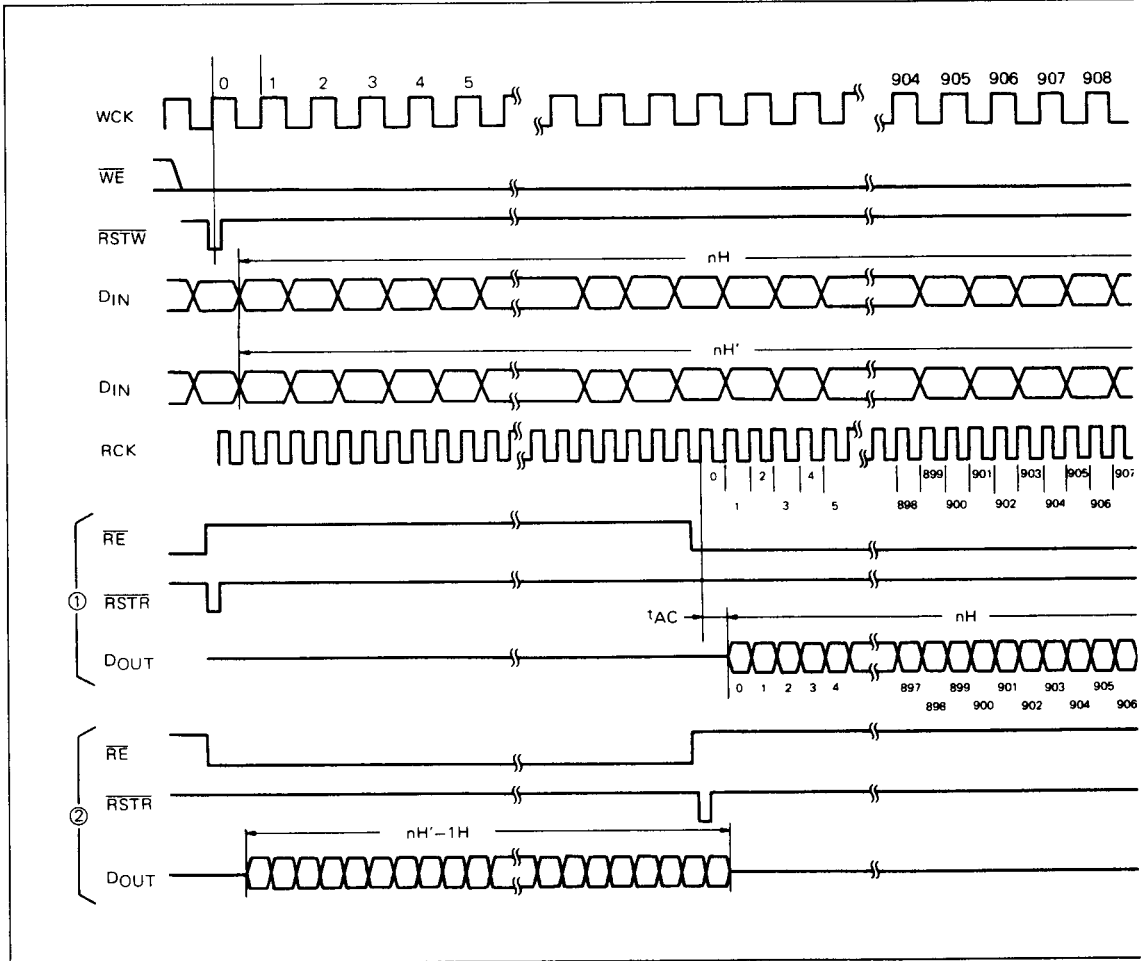 0 1 2 3 4 5 904 905 906 907 908
WCK
WE
RSTW
nH
DIN
nH'
DIN
RCK
0 2 4 899 901 903 905 907
1 3 5 898 900 902 904 906
①
RE
RSTR
tAC nH
DOUT
0 1 2 3 4 897 899 901 903 905
898 900 902 904 906
②
RE
RSTR
nH'-1H
DOUT